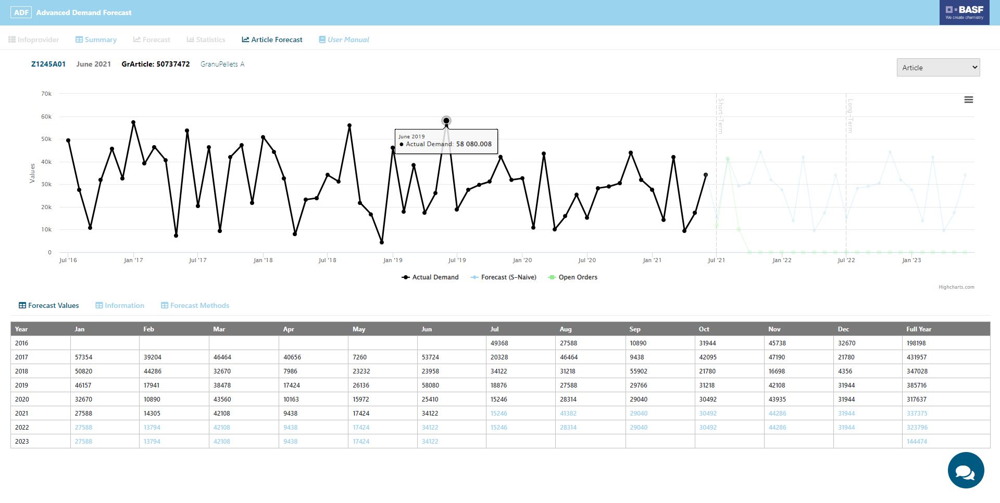 ADF Advanced Demand Forecast
BASF
We create chemistry
Infoprovider Summary Forecast Statistics Article Forecast User Manual
Z1245A01 June 2021 GrArticle: 50737472 GranuPellets A
Article
70k
60k
50k
40k
30k
20k
10k
0
Values
Short-Term
Long-Term
June 2019
● Actual Demand: 58 080.008
Jul '16 Jan '17 Jul '17 Jan '18 Jul '18 Jan '19 Jul '19 Jan '20 Jul '20 Jan '21 Jul '21 Jan '22 Jul '22 Jan '23
Actual Demand Forecast (S-Naive) Open Orders
Highcharts.com
Forecast Values Information Forecast Methods
Year Jan Feb Mar Apr May Jun Jul Aug Sep Oct Nov Dec Full Year
2016 49368 27588 10890 31944 45738 32670 198198
2017 57354 39204 46464 40656 7260 53724 20328 46464 9438 42095 47190 21780 431957
2018 50820 44286 32670 7986 23232 23958 34122 31218 55902 21780 16698 4356 347028
2019 46157 17941 38478 17424 26136 58080 18876 27588 29766 31218 42108 31944 385716
2020 32670 10890 43560 10163 15972 25410 15246 28314 29040 30492 43935 31944 317637
2021 27588 14305 42108 9438 17424 34122 15246 41382 29040 30492 44286 31944 337375
2022 27588 13794 42108 9438 17424 34122 15246 28314 29040 30492 44286 31944 323796
2023 27588 13794 42108 9438 17424 34122 144474